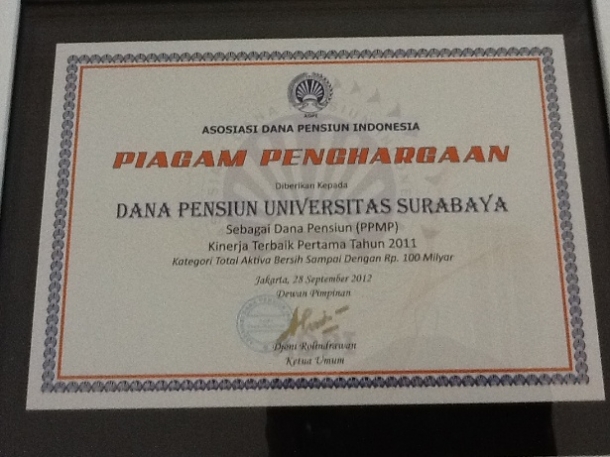 ADPI
ASOSIASI DANA PENSIUN INDONESIA
PIAGAM PENGHARGAAN
Diberikan Kepada
DANA PENSIUN UNIVERSITAS SURABAYA
Sebagai Dana Pensiun (PPMP)
Kinerja Terbaik Pertama Tahun 2011
Kategori Total Aktiva Bersih Sampai Dengan Rp. 100 Milyar
Jakarta, 28 September 2012
Dewan Pimpinan
Djoni Rolindrawan
Ketua Umum